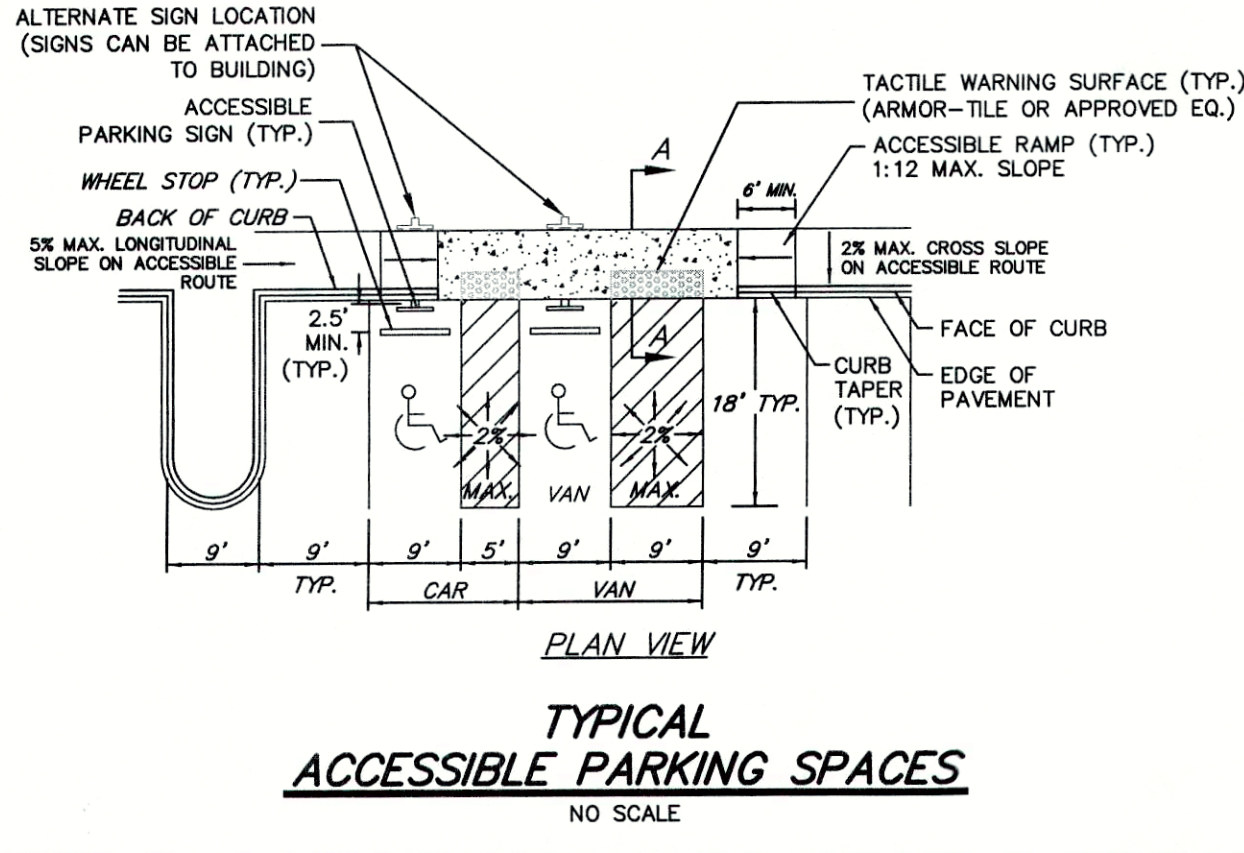 ALTERNATE SIGN LOCATION
(SIGNS CAN BE ATTACHED
TO BUILDING)
ACCESSIBLE
PARKING SIGN (TYP.)
WHEEL STOP (TYP.)
BACK OF CURB
5% MAX. LONGITUDINAL
SLOPE ON ACCESSIBLE
ROUTE
TACTILE WARNING SURFACE (TYP.)
(ARMOR-TILE OR APPROVED EQ.)
ACCESSIBLE RAMP (TYP.)
1:12 MAX. SLOPE
A
6' MIN.
2% MAX. CROSS SLOPE
ON ACCESSIBLE ROUTE
2.5'
MIN.
(TYP.)
A
FACE OF CURB
CURB
TAPER
(TYP.)
EDGE OF
PAVEMENT
18' TYP.
2%
MAX.
VAN
2%
MAX.
9'
9'
TYP.
9'
5'
9'
9'
9'
TYP.
CAR
VAN
PLAN VIEW
TYPICAL
ACCESSIBLE PARKING SPACES
NO SCALE